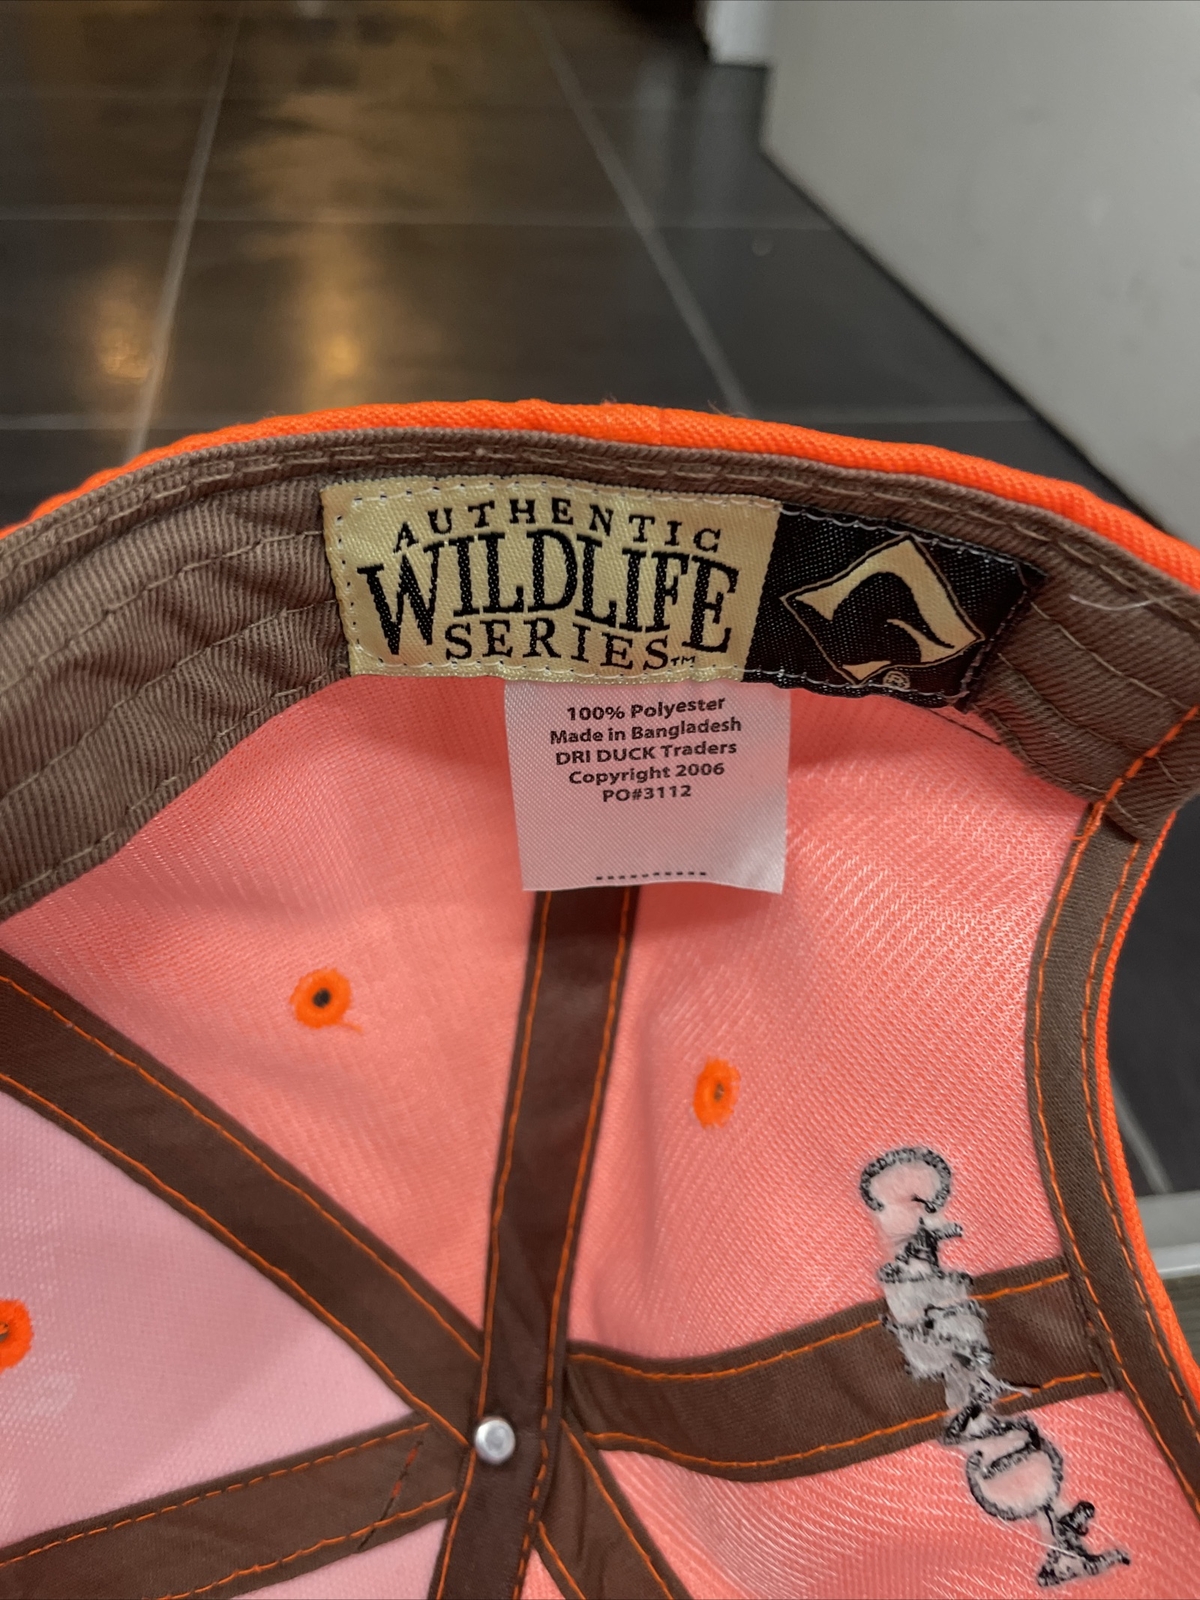 AUTHENTIC
WILDLIFE
SERIES™
®
100% Polyester
Made in Bangladesh
DRI DUCK Traders
Copyright 2006
PO#3112